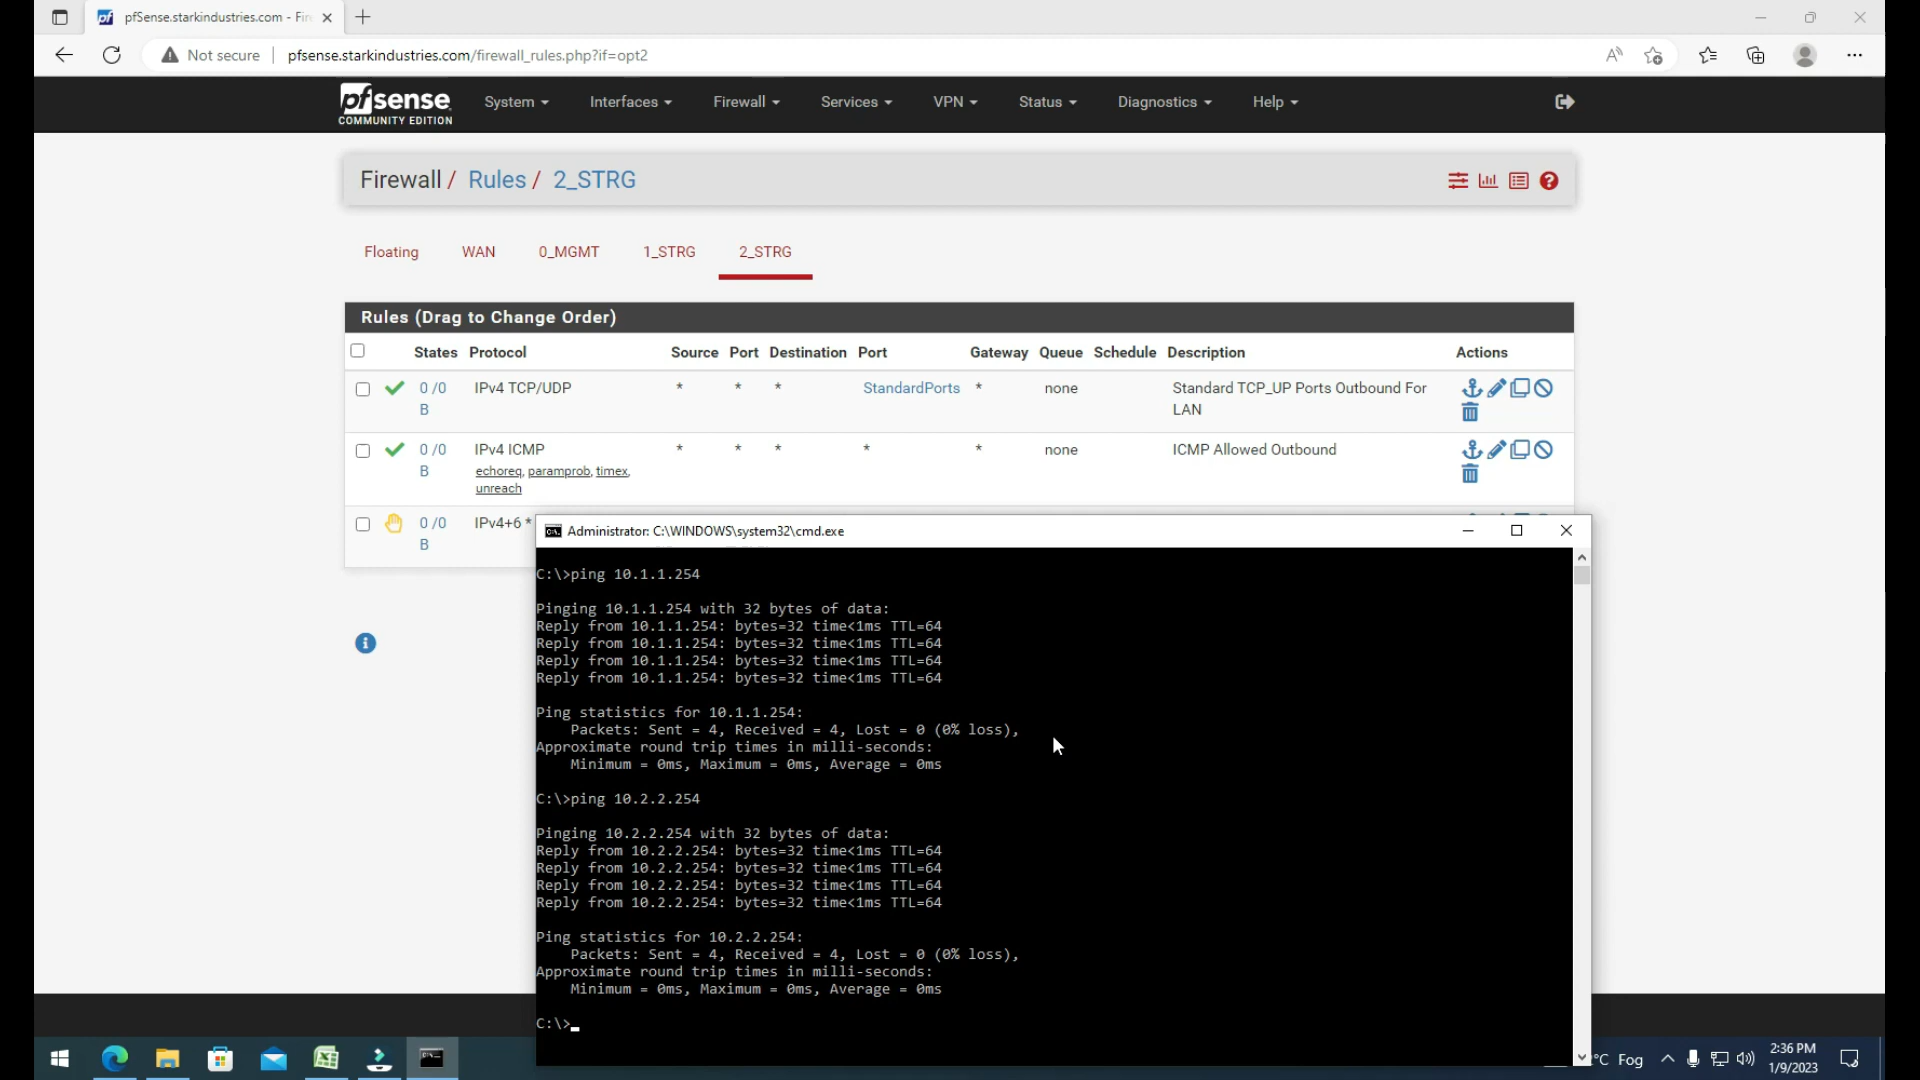 pfSense.starkindustries.com - Fir
Not secure
pfsense.starkindustries.com/firewall_rules.php?if=opt2
pfsense
COMMUNITY EDITION
System
Interfaces
Firewall
Services
VPN
Status
Diagnostics
Help
Firewall / Rules / 2_STRG
Floating
WAN
0_MGMT
1_STRG
2_STRG
Rules (Drag to Change Order)
States Protocol Source Port Destination Port Gateway Queue Schedule Description Actions
0 /0 IPv4 TCP/UDP * * * StandardPorts * none Standard TCP_UP Ports Outbound For
B LAN
0 /0 IPv4 ICMP * * * * * none ICMP Allowed Outbound
B echoreq, paramprob, timex,
unreach
0 /0 IPv4+6 *
B
Administrator: C:\WINDOWS\system32\cmd.exe
C:\>ping 10.1.1.254
Pinging 10.1.1.254 with 32 bytes of data:
Reply from 10.1.1.254: bytes=32 time<1ms TTL=64
Reply from 10.1.1.254: bytes=32 time<1ms TTL=64
Reply from 10.1.1.254: bytes=32 time<1ms TTL=64
Reply from 10.1.1.254: bytes=32 time<1ms TTL=64
Ping statistics for 10.1.1.254:
Packets: Sent = 4, Received = 4, Lost = 0 (0% loss),
Approximate round trip times in milli-seconds:
Minimum = 0ms, Maximum = 0ms, Average = 0ms
C:\>ping 10.2.2.254
Pinging 10.2.2.254 with 32 bytes of data:
Reply from 10.2.2.254: bytes=32 time<1ms TTL=64
Reply from 10.2.2.254: bytes=32 time<1ms TTL=64
Reply from 10.2.2.254: bytes=32 time<1ms TTL=64
Reply from 10.2.2.254: bytes=32 time<1ms TTL=64
Ping statistics for 10.2.2.254:
Packets: Sent = 4, Received = 4, Lost = 0 (0% loss),
Approximate round trip times in milli-seconds:
Minimum = 0ms, Maximum = 0ms, Average = 0ms
C:\>_
°C Fog
2:36 PM
1/9/2023